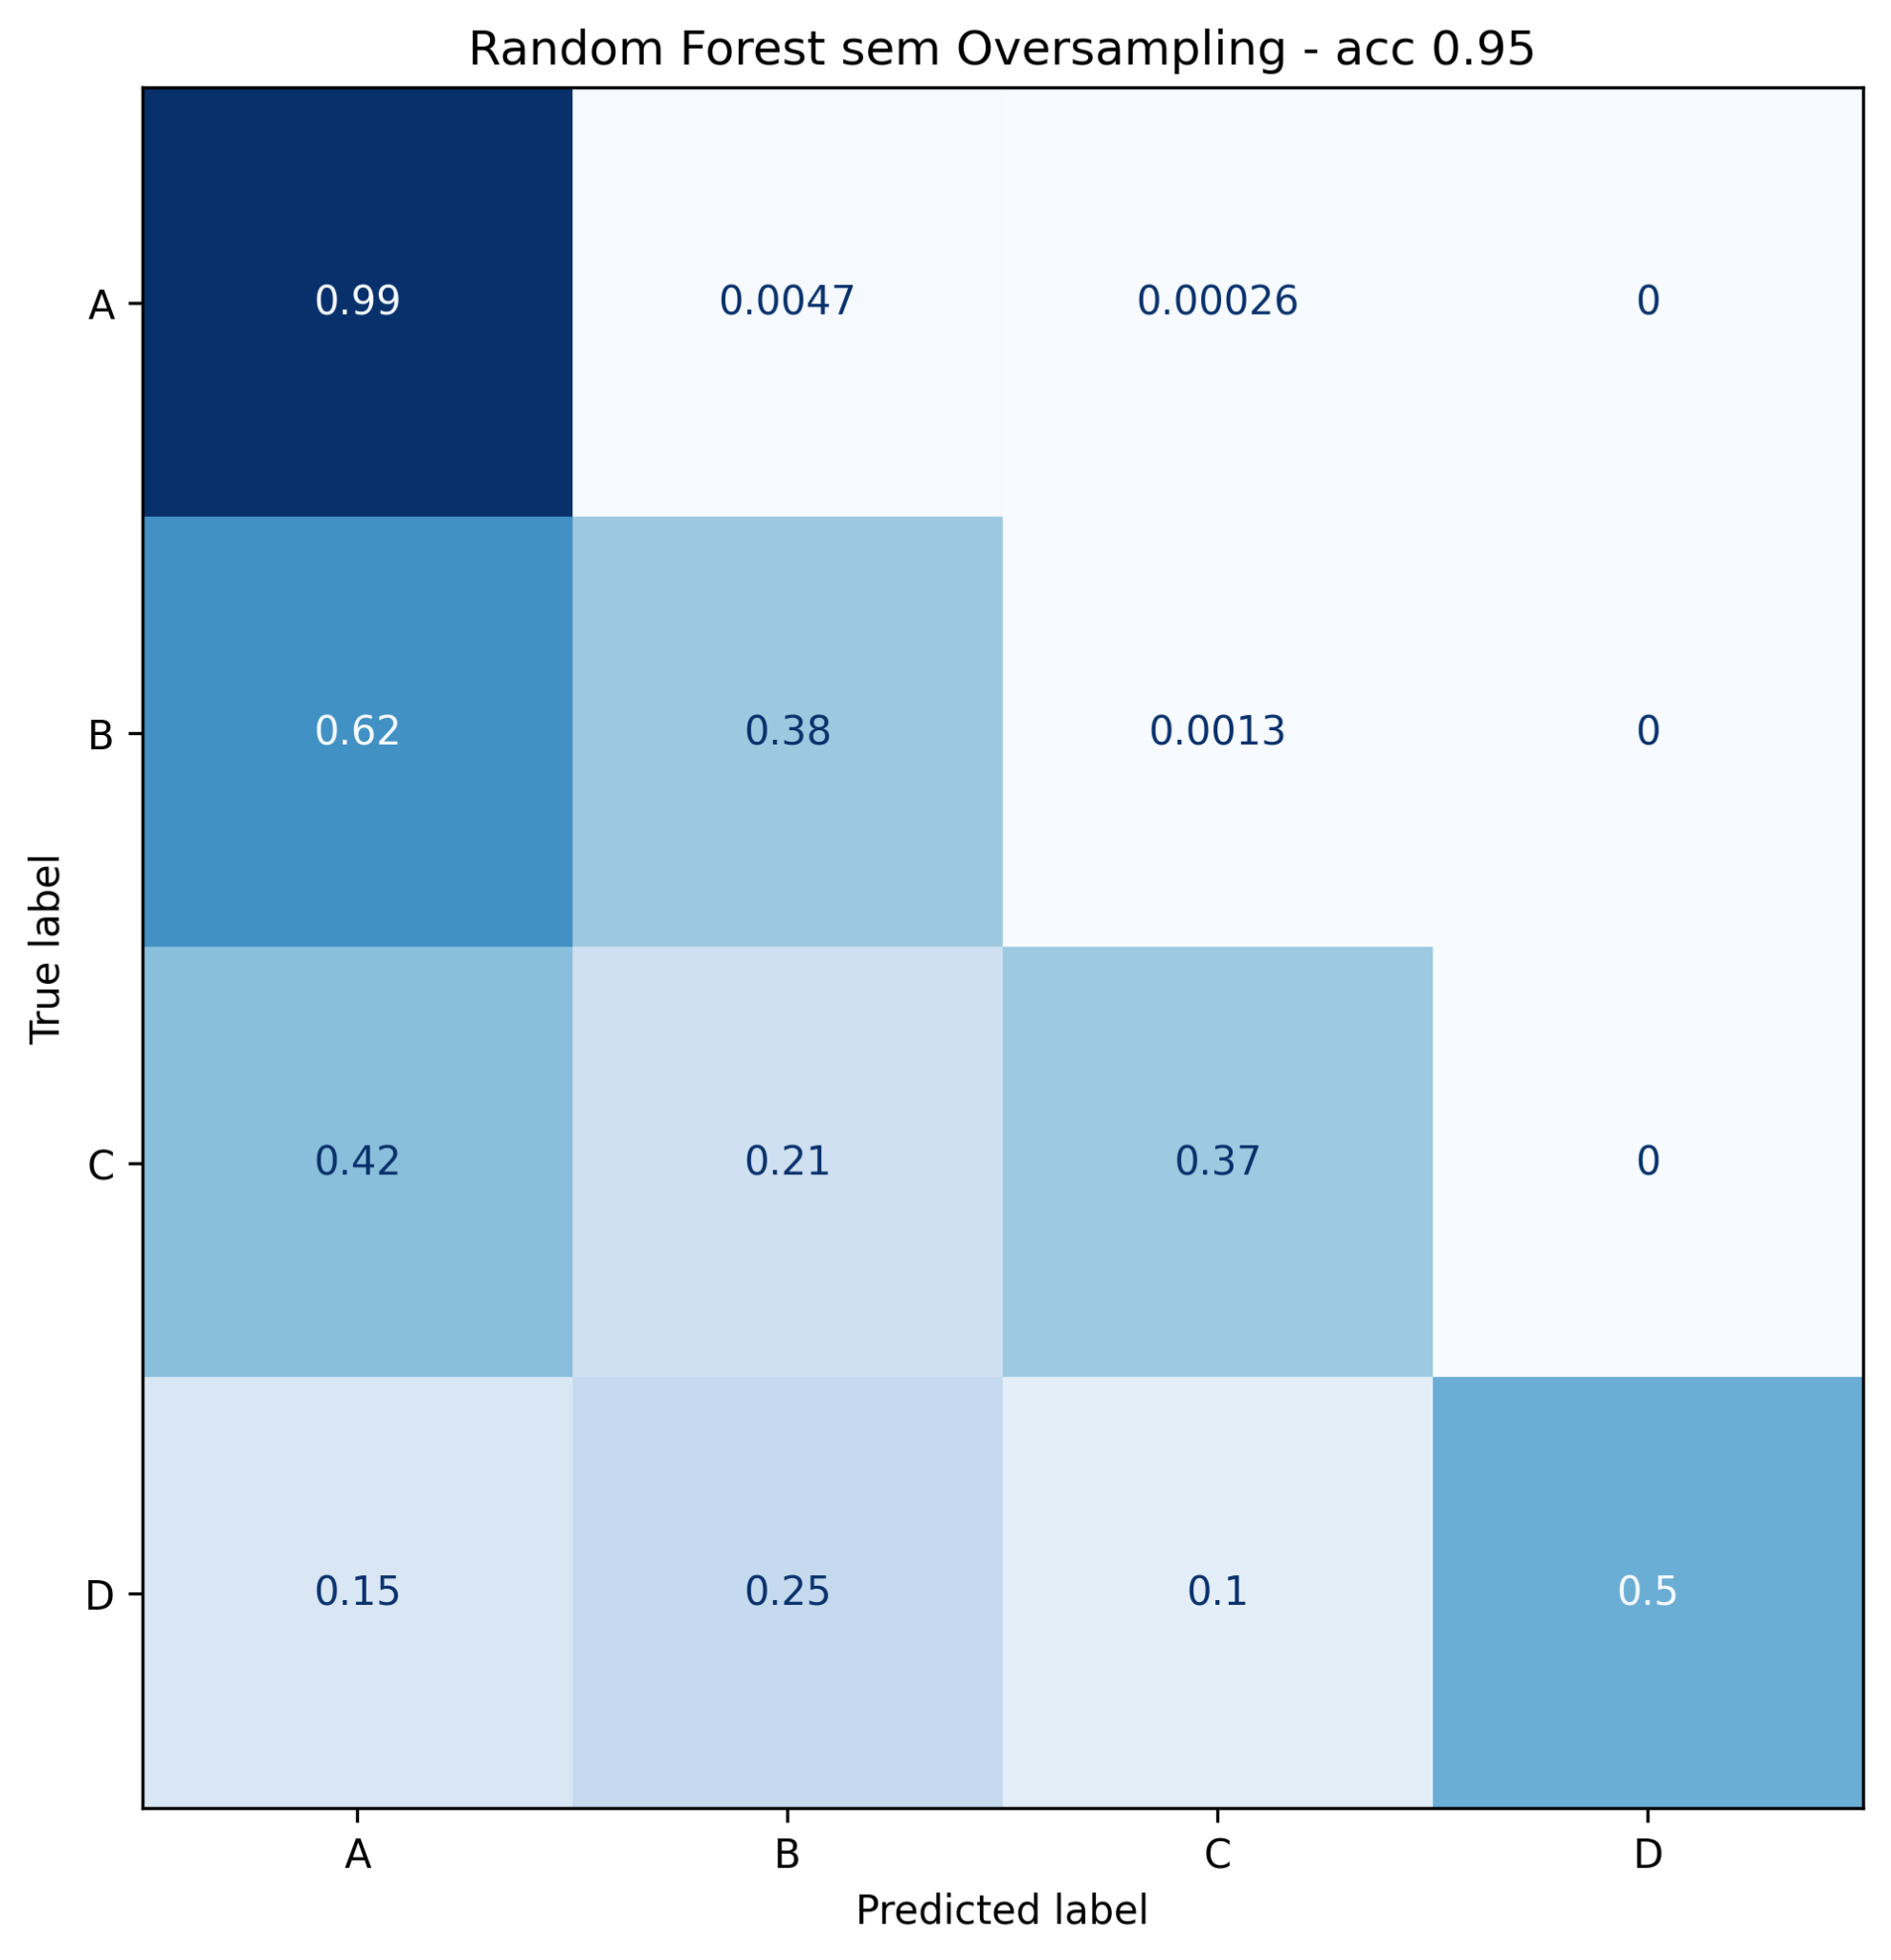 Random Forest sem Oversampling - acc 0.95
A 0.99 0.0047 0.00026 0
B 0.62 0.38 0.0013 0
C 0.42 0.21 0.37 0
D 0.15 0.25 0.1 0.5
True label
A B C D
Predicted label